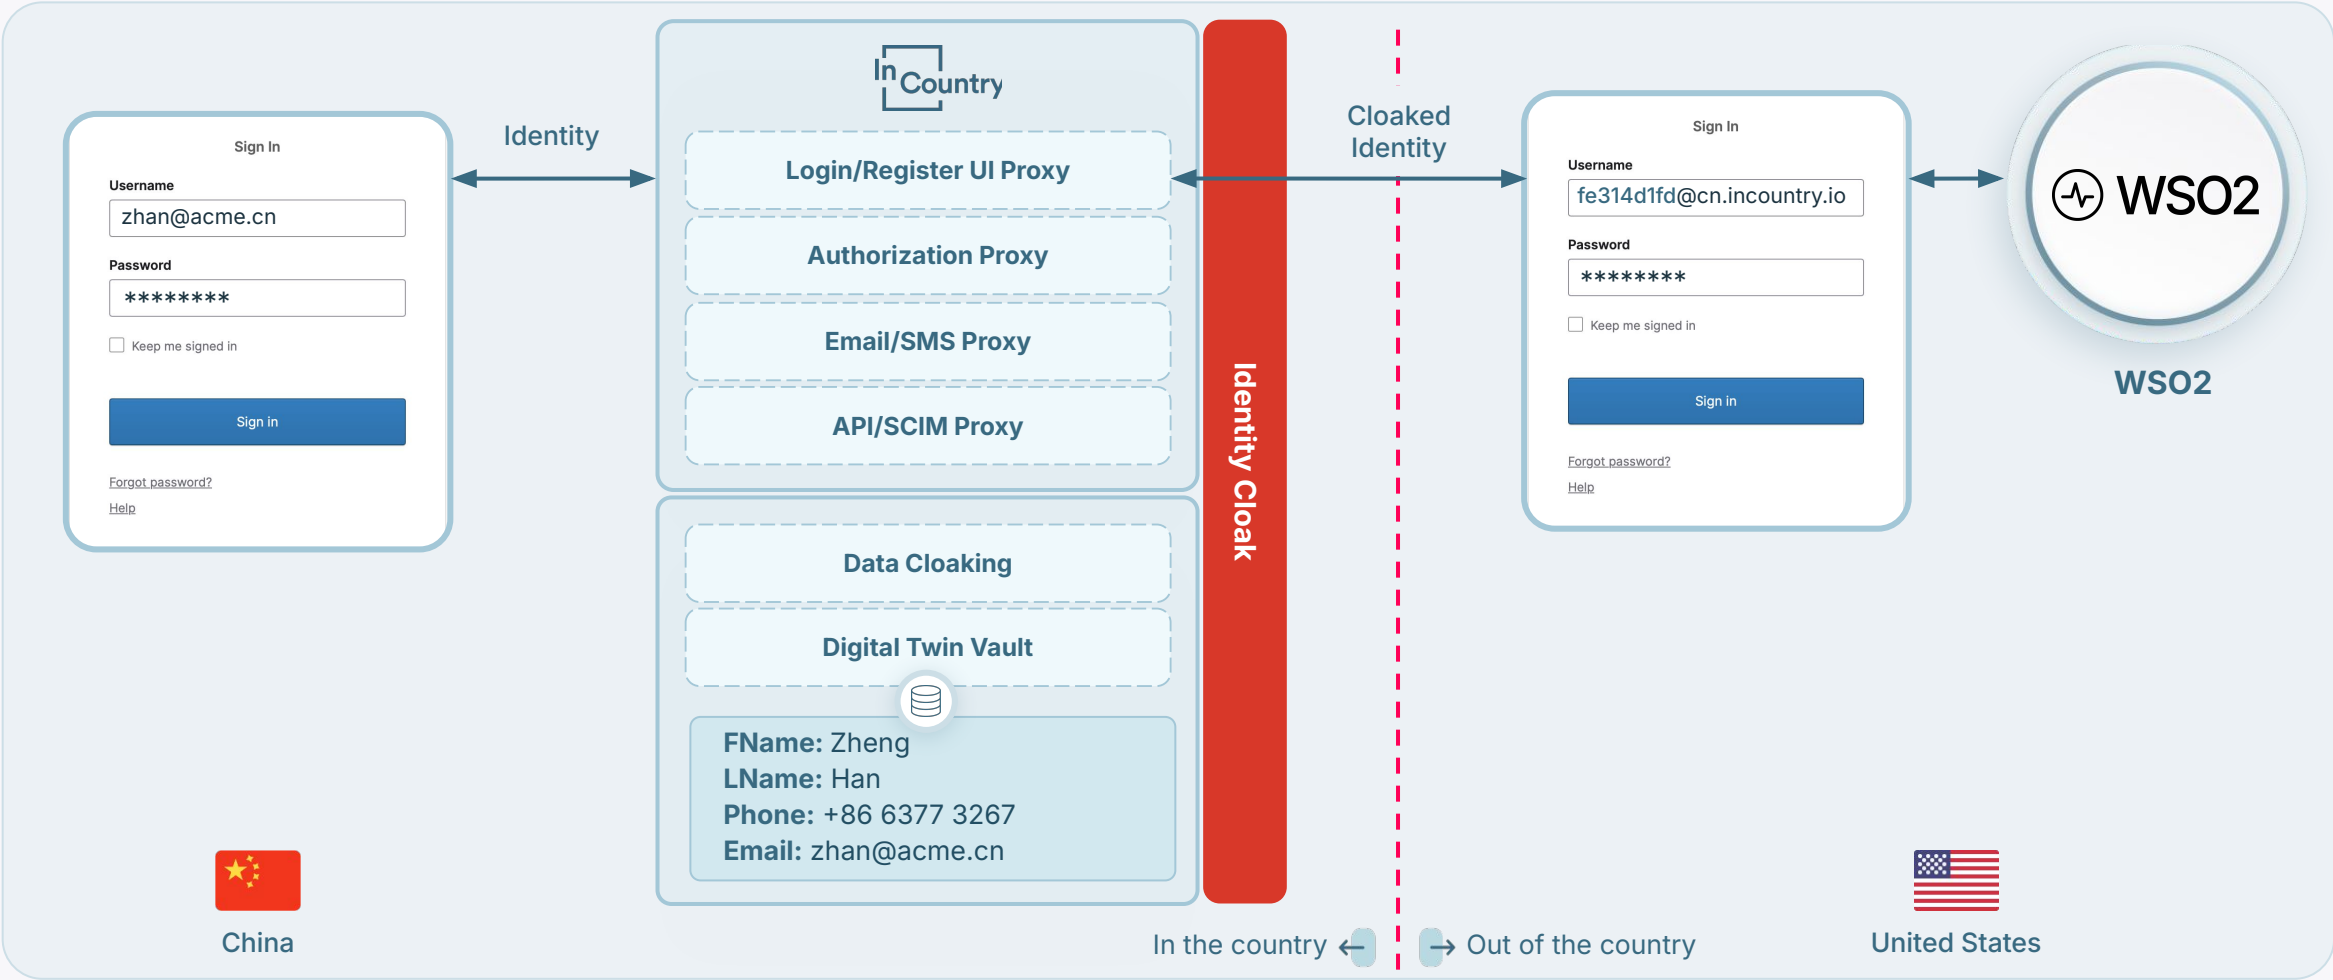 Sign In
Username
zhan@acme.cn
Password
********
Keep me signed in
Sign in
Forgot password?
Help
China
Identity
In
Country
Login/Register UI Proxy
Authorization Proxy
Email/SMS Proxy
API/SCIM Proxy
Data Cloaking
Digital Twin Vault
FName: Zheng
LName: Han
Phone: +86 6377 3267
Email: zhan@acme.cn
Identity Cloak
Cloaked
Identity
In the country
Out of the country
Sign In
Username
fe314d1fd@cn.incountry.io
Password
********
Keep me signed in
Sign in
Forgot password?
Help
WSO2
WSO2
United States